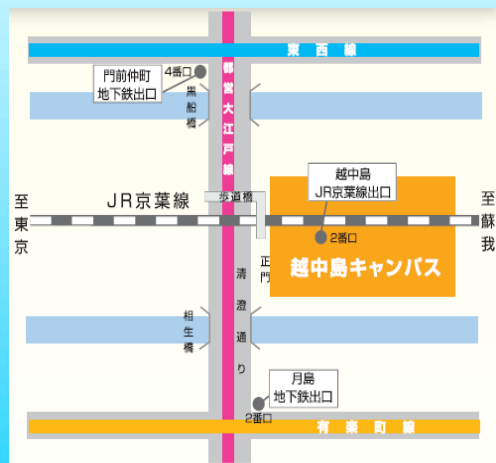 東西線
門前仲町
地下鉄出口
4番口
都営大江戸線
黒船橋
越中島
JR京葉線出口
JR京葉線
歩道橋
至東京
至蘇我
2番口
正門
越中島キャンパス
清澄通り
相生橋
月島
地下鉄出口
2番口
有楽町線